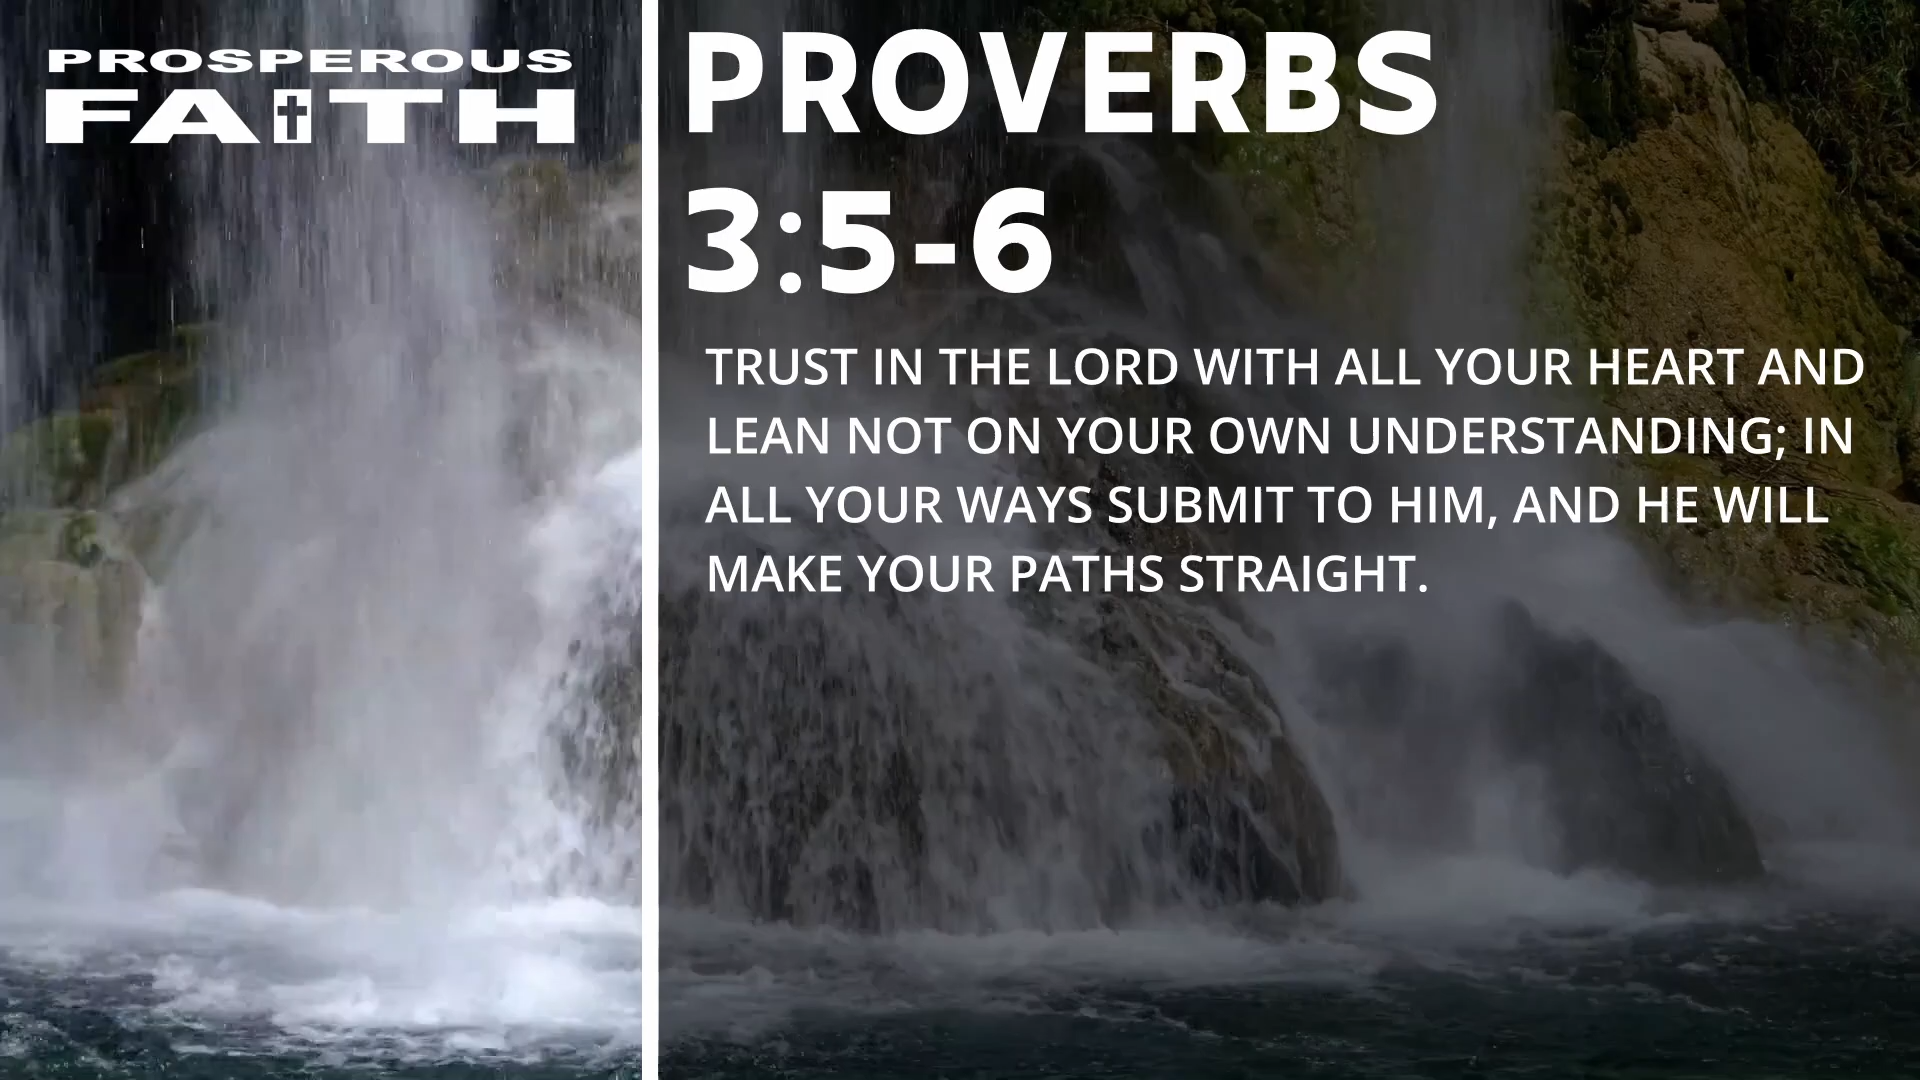 PROSPEROUS
FAITH
PROVERBS
3:5-6
TRUST IN THE LORD WITH ALL YOUR HEART AND
LEAN NOT ON YOUR OWN UNDERSTANDING; IN
ALL YOUR WAYS SUBMIT TO HIM, AND HE WILL
MAKE YOUR PATHS STRAIGHT.